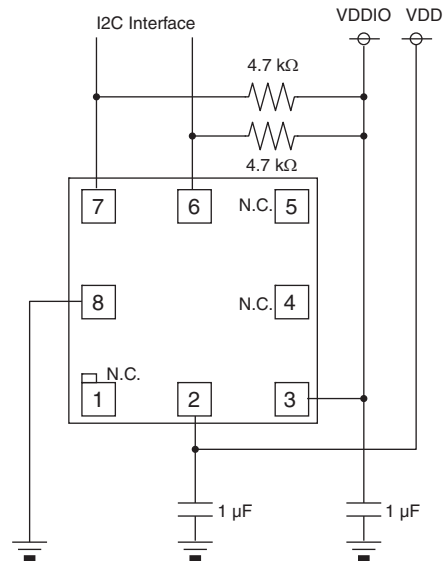 I2C Interface
VDDIO VDD
4.7 kΩ
4.7 kΩ
7 6 N.C. 5
8 N.C. 4
N.C.
1 2 3
1 µF 1 µF